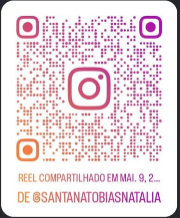 REEL COMPARTILHADO EM MAI. 9, 2...
DE @SANTANATOBIASNATALIA